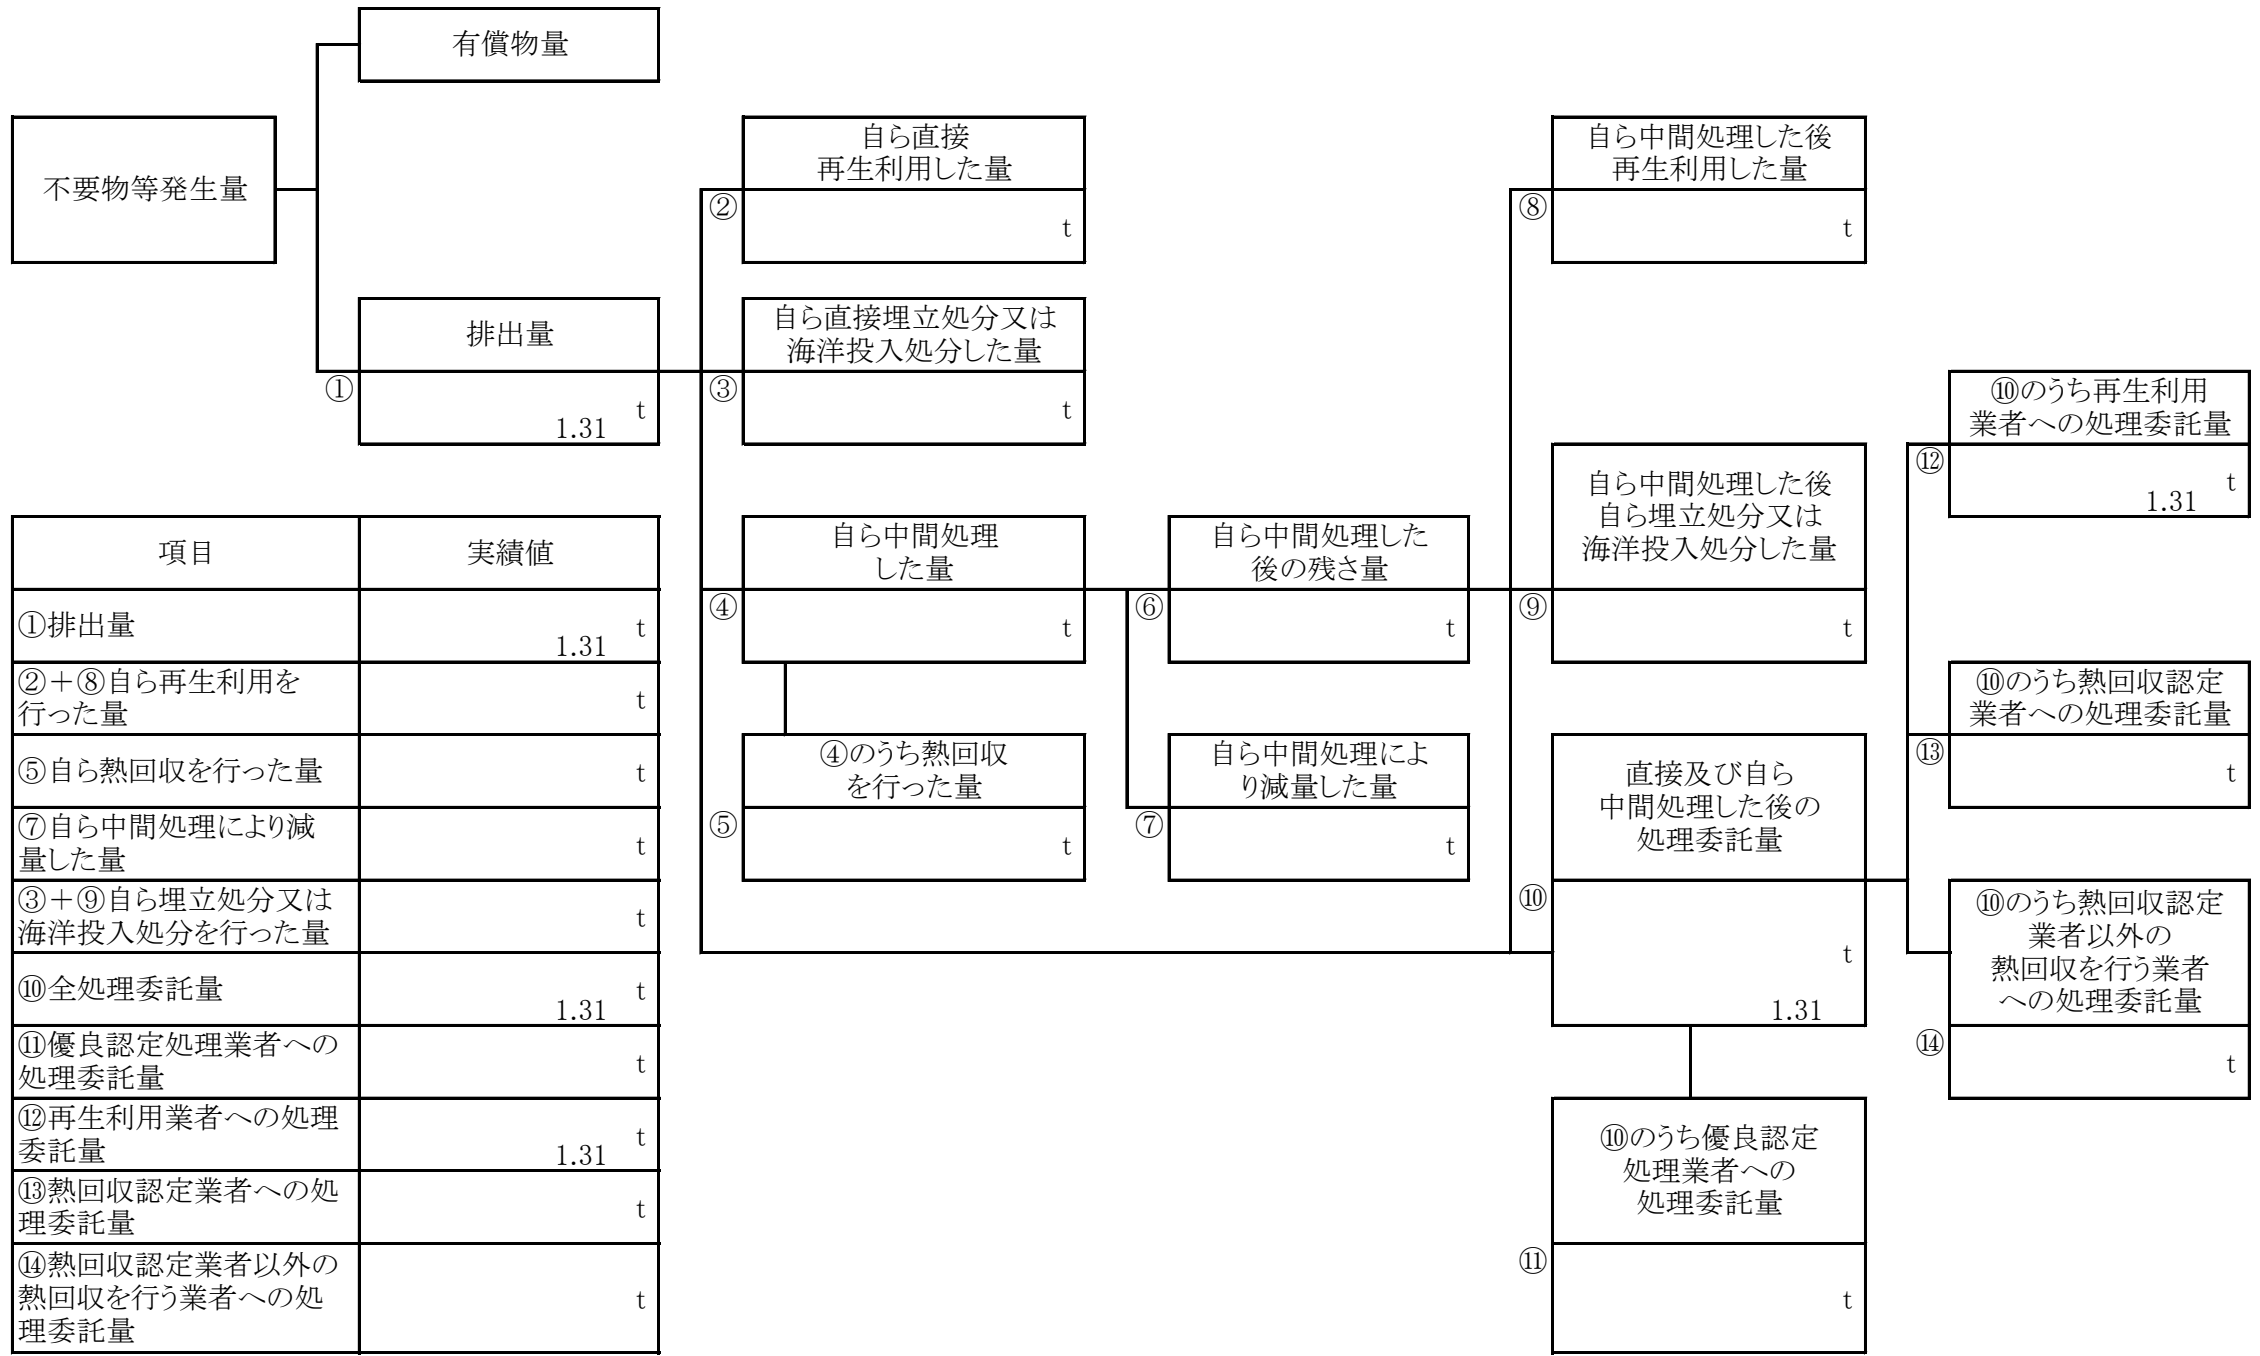 有償物量
不要物等発生量
自ら直接
再生利用した量
②
t
自ら中間処理した後
再生利用した量
⑧
t
排出量
①
1.31 t
自ら直接埋立処分又は
海洋投入処分した量
③
t
⑩のうち再生利用
業者への処理委託量
⑫
1.31 t
自ら中間処理
した量
④
t
自ら中間処理した
後の残さ量
⑥
t
自ら中間処理した後
自ら埋立処分又は
海洋投入処分した量
⑨
t
④のうち熱回収
を行った量
⑤
t
自ら中間処理によ
り減量した量
⑦
t
直接及び自ら
中間処理した後の
処理委託量
⑩
t
1.31
⑩のうち熱回収認定
業者への処理委託量
⑬
t
⑩のうち熱回収認定
業者以外の
熱回収を行う業者
への処理委託量
⑭
t
⑩のうち優良認定
処理業者への
処理委託量
⑪
t
項目 実績値
①排出量 1.31 t
②＋⑧自ら再生利用を
行った量 t
⑤自ら熱回収を行った量 t
⑦自ら中間処理により減
量した量 t
③＋⑨自ら埋立処分又は
海洋投入処分を行った量 t
⑩全処理委託量 1.31 t
⑪優良認定処理業者への
処理委託量 t
⑫再生利用業者への処理
委託量 1.31 t
⑬熱回収認定業者への処
理委託量 t
⑭熱回収認定業者以外の
熱回収を行う業者への処
理委託量 t